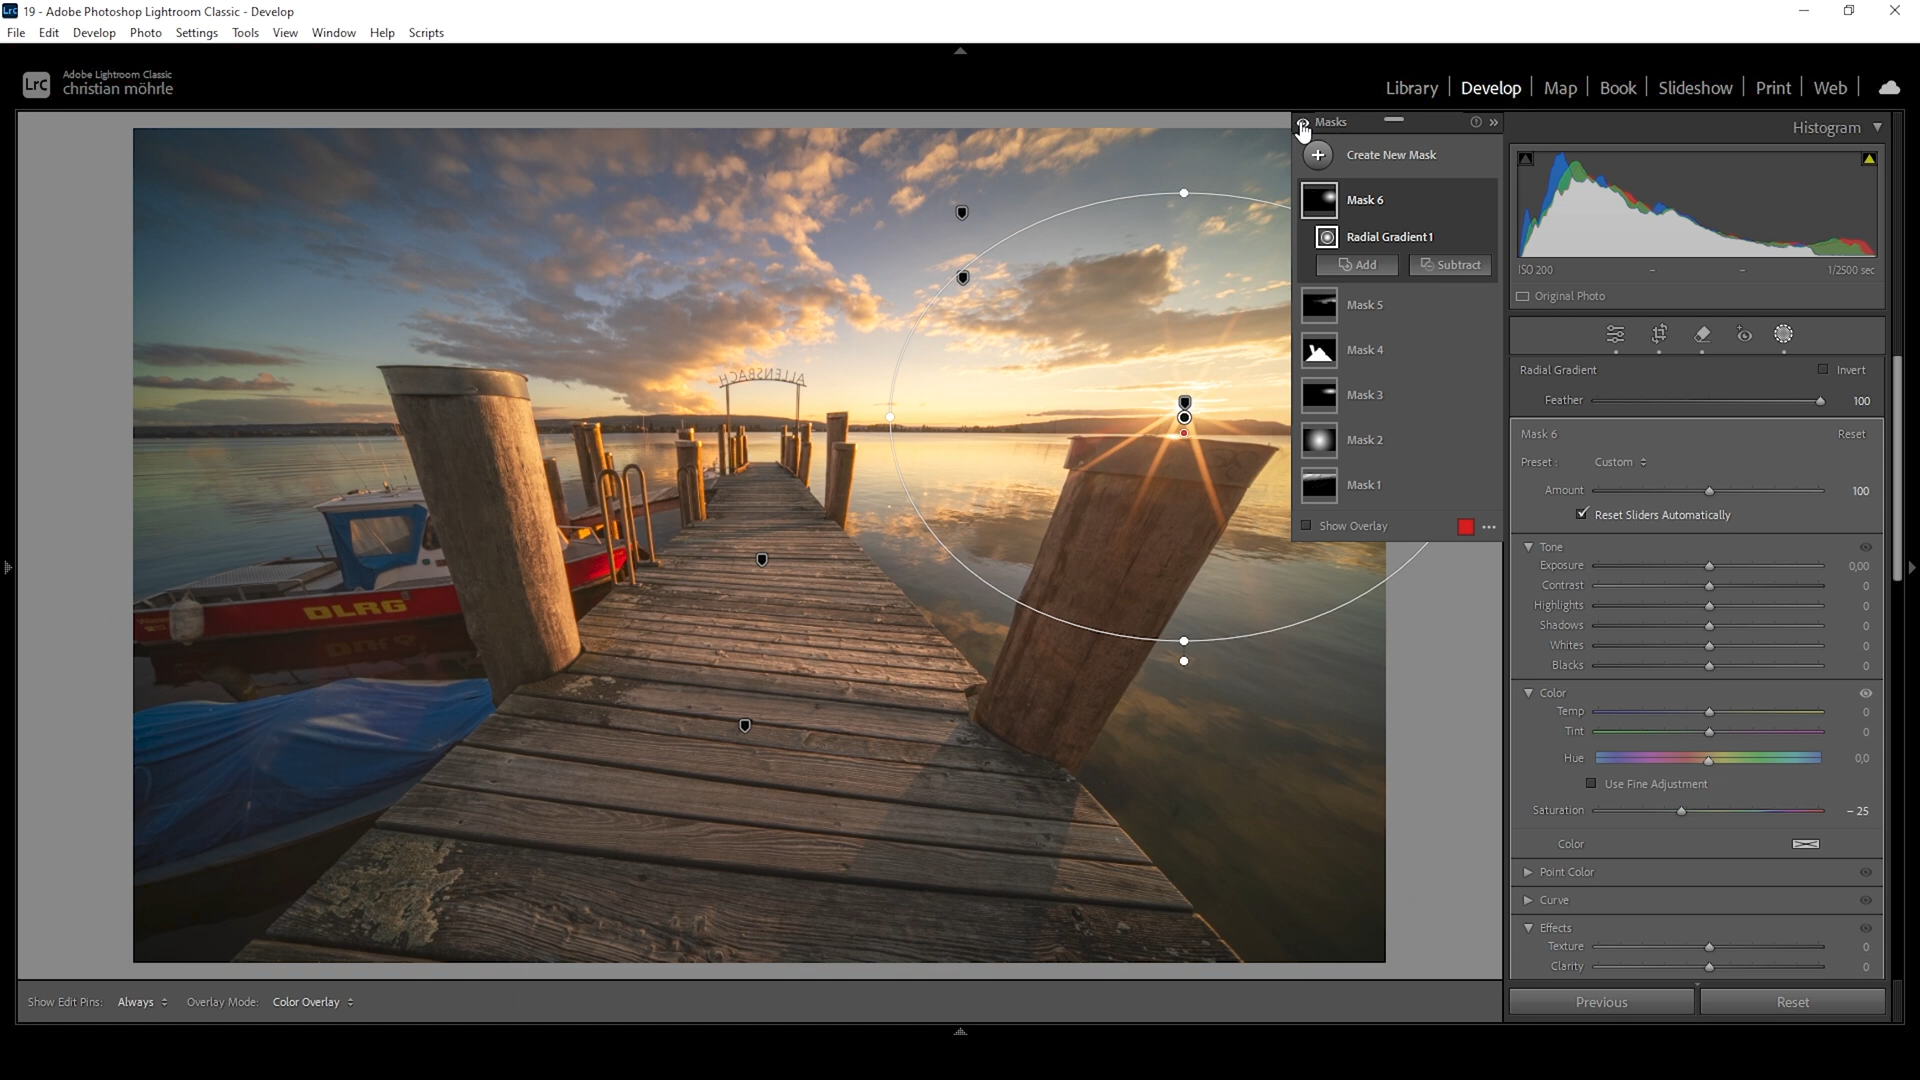 19 - Adobe Photoshop Lightroom Classic - Develop
File Edit Develop Photo Settings Tools View Window Help Scripts
Lrc
Adobe Lightroom Classic
christian möhrle
Library Develop Map Book Slideshow Print Web
Masks
Create New Mask
Mask 6
Radial Gradient 1
Add Subtract
Mask 5
Mask 4
Mask 3
Mask 2
Mask 1
Show Overlay
ALLENSBACH
DLRG
Histogram
ISO 200 – – 1/2500 sec
Original Photo
Radial Gradient Invert
Feather 100
Mask 6 Reset
Preset : Custom
Amount 100
Reset Sliders Automatically
Tone
Exposure 0,00
Contrast 0
Highlights 0
Shadows 0
Whites 0
Blacks 0
Color
Temp 0
Tint 0
Hue 0,0
Use Fine Adjustment
Saturation – 25
Color
Point Color
Curve
Effects
Texture 0
Clarity 0
Show Edit Pins: Always Overlay Mode: Color Overlay
Previous Reset